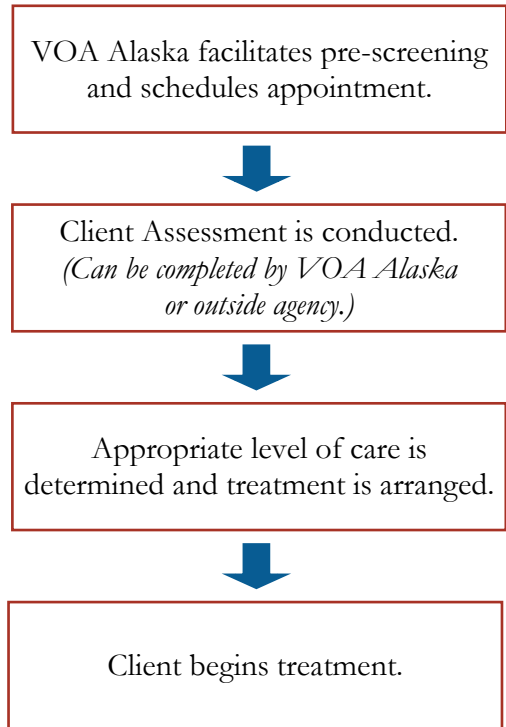 VOA Alaska facilitates pre-screening
and schedules appointment.
Client Assessment is conducted.
(Can be completed by VOA Alaska
or outside agency.)
Appropriate level of care is
determined and treatment is arranged.
Client begins treatment.